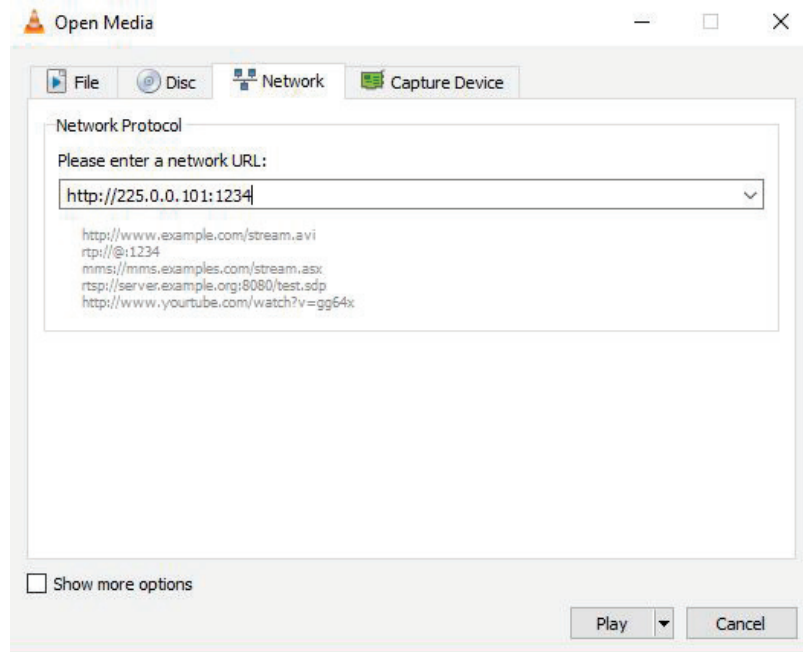 Open Media
File Disc Network Capture Device
Network Protocol
Please enter a network URL:
http://225.0.0.101:1234
http://www.example.com/stream.avi
rtp://@:1234
mms://mms.examples.com/stream.asx
rtsp://server.example.org:8080/test.sdp
http://www.yourtube.com/watch?v=gg64x
Show more options
Play Cancel